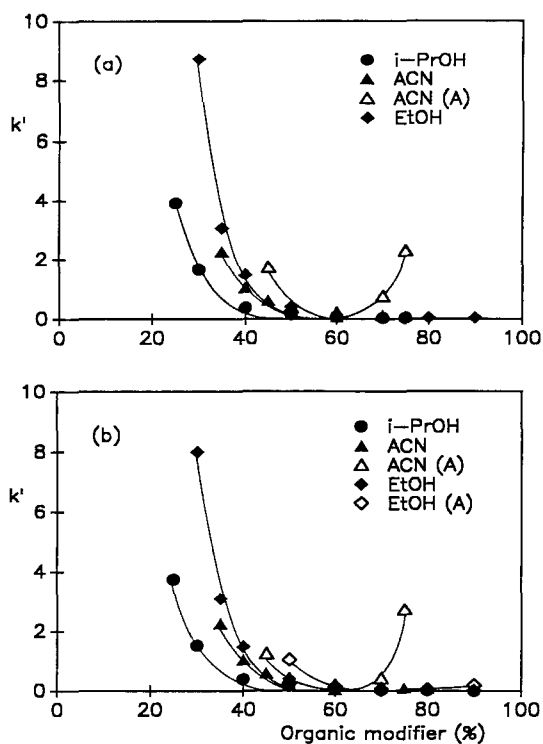 10
(a)
i-PrOH
ACN
8
ACN (A)
EtOH
6
k'
4
2
0
0
20
40
60
80
100
10
(b)
i-PrOH
ACN
8
ACN (A)
EtOH
EtOH (A)
6
k'
4
2
0
0
20
40
60
80
100
Organic modifier (%)